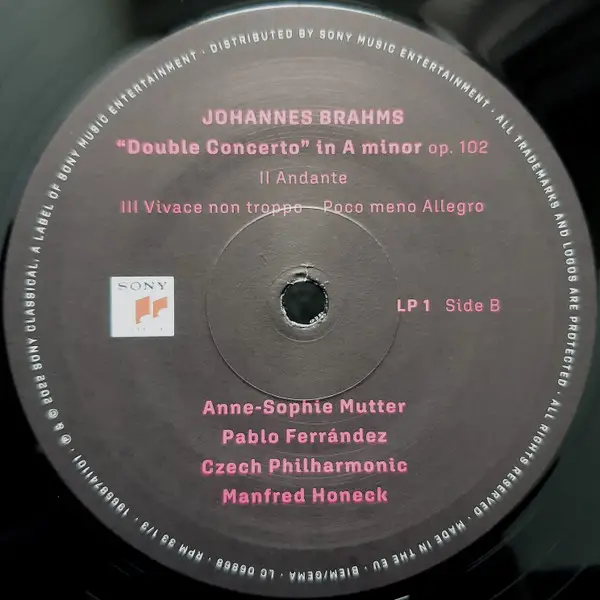 JOHANNES BRAHMS
"Double Concerto" in A minor op. 102
II Andante
III Vivace non troppo - Poco meno Allegro
SONY
LP 1 Side B
Anne-Sophie Mutter
Pablo Ferrández
Czech Philharmonic
Manfred Honeck
℗ & © 2022 SONY CLASSICAL, A LABEL OF SONY MUSIC ENTERTAINMENT · DISTRIBUTED BY SONY MUSIC ENTERTAINMENT · ALL TRADEMARKS AND LOGOS ARE PROTECTED · ALL RIGHTS RESERVED · MADE IN THE EU · BIEM/GEMA · LC 06868 · RPM 33 1/3 · 19658741101 ·